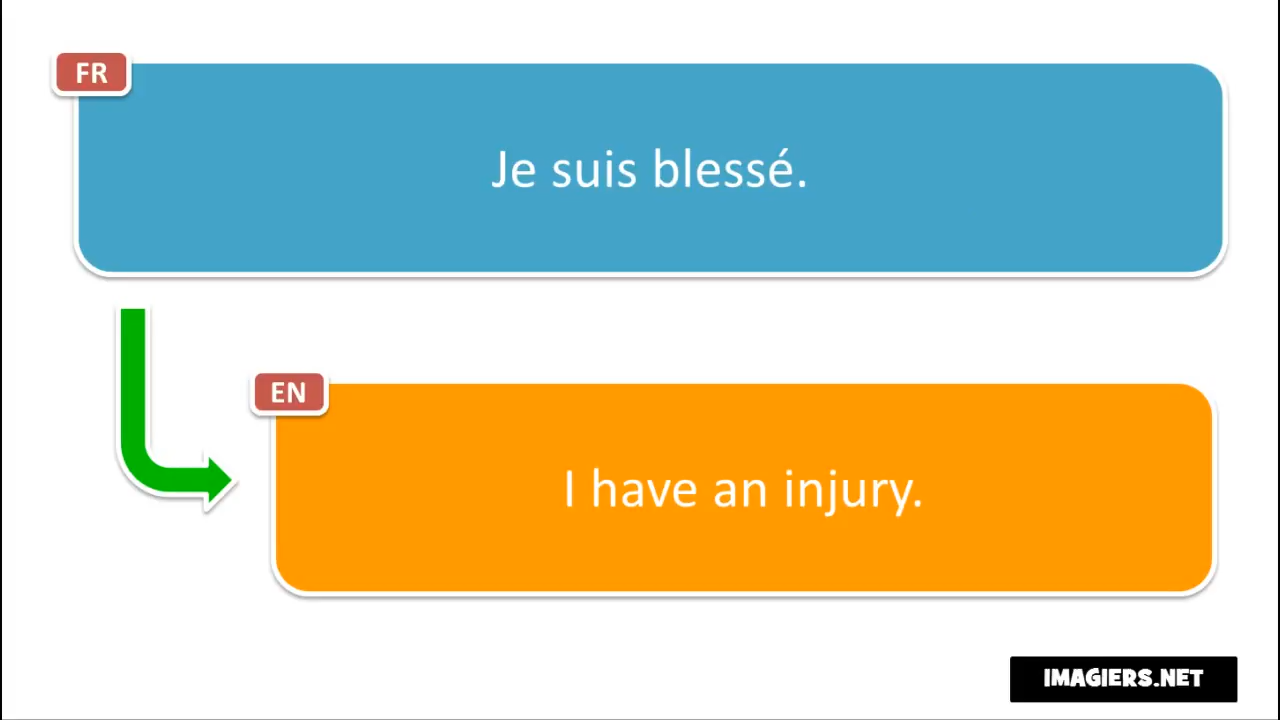 FR
Je suis blessé.
EN
I have an injury.
IMAGIERS.NET